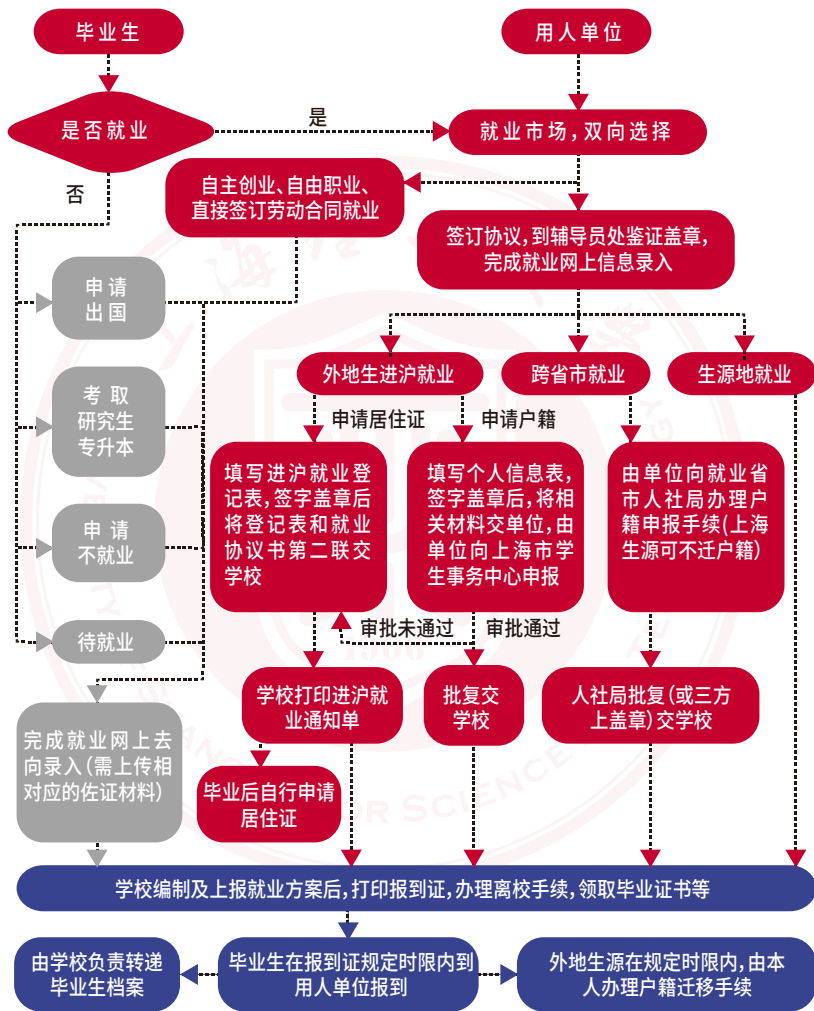 毕业生
用人单位
是否就业
是
就业市场,双向选择
否
自主创业、自由职业、
直接签订劳动合同就业
签订协议,到辅导员处鉴证盖章,
完成就业网上信息录入
申请
出国
外地生进沪就业
跨省市就业
生源地就业
考取
研究生
专升本
申请居住证
申请户籍
填写进沪就业登
记表,签字盖章后
将登记表和就业
协议书第二联交
学校
填写个人信息表,
签字盖章后,将相
关材料交单位,由
单位向上海市学
生事务中心申报
由单位向就业省
市人社局办理户
籍申报手续(上海
生源可不迁户籍)
申请
不就业
待就业
审批未通过
审批通过
学校打印进沪就
业通知单
批复交
学校
人社局批复(或三方
上盖章)交学校
完成就业网上去
向录入(需上传相
对应的佐证材料)
毕业后自行申请
居住证
学校编制及上报就业方案后,打印报到证,办理离校手续,领取毕业证书等
由学校负责转递
毕业生档案
毕业生在报到证规定时限内到
用人单位报到
外地生源在规定时限内,由本
人办理户籍迁移手续